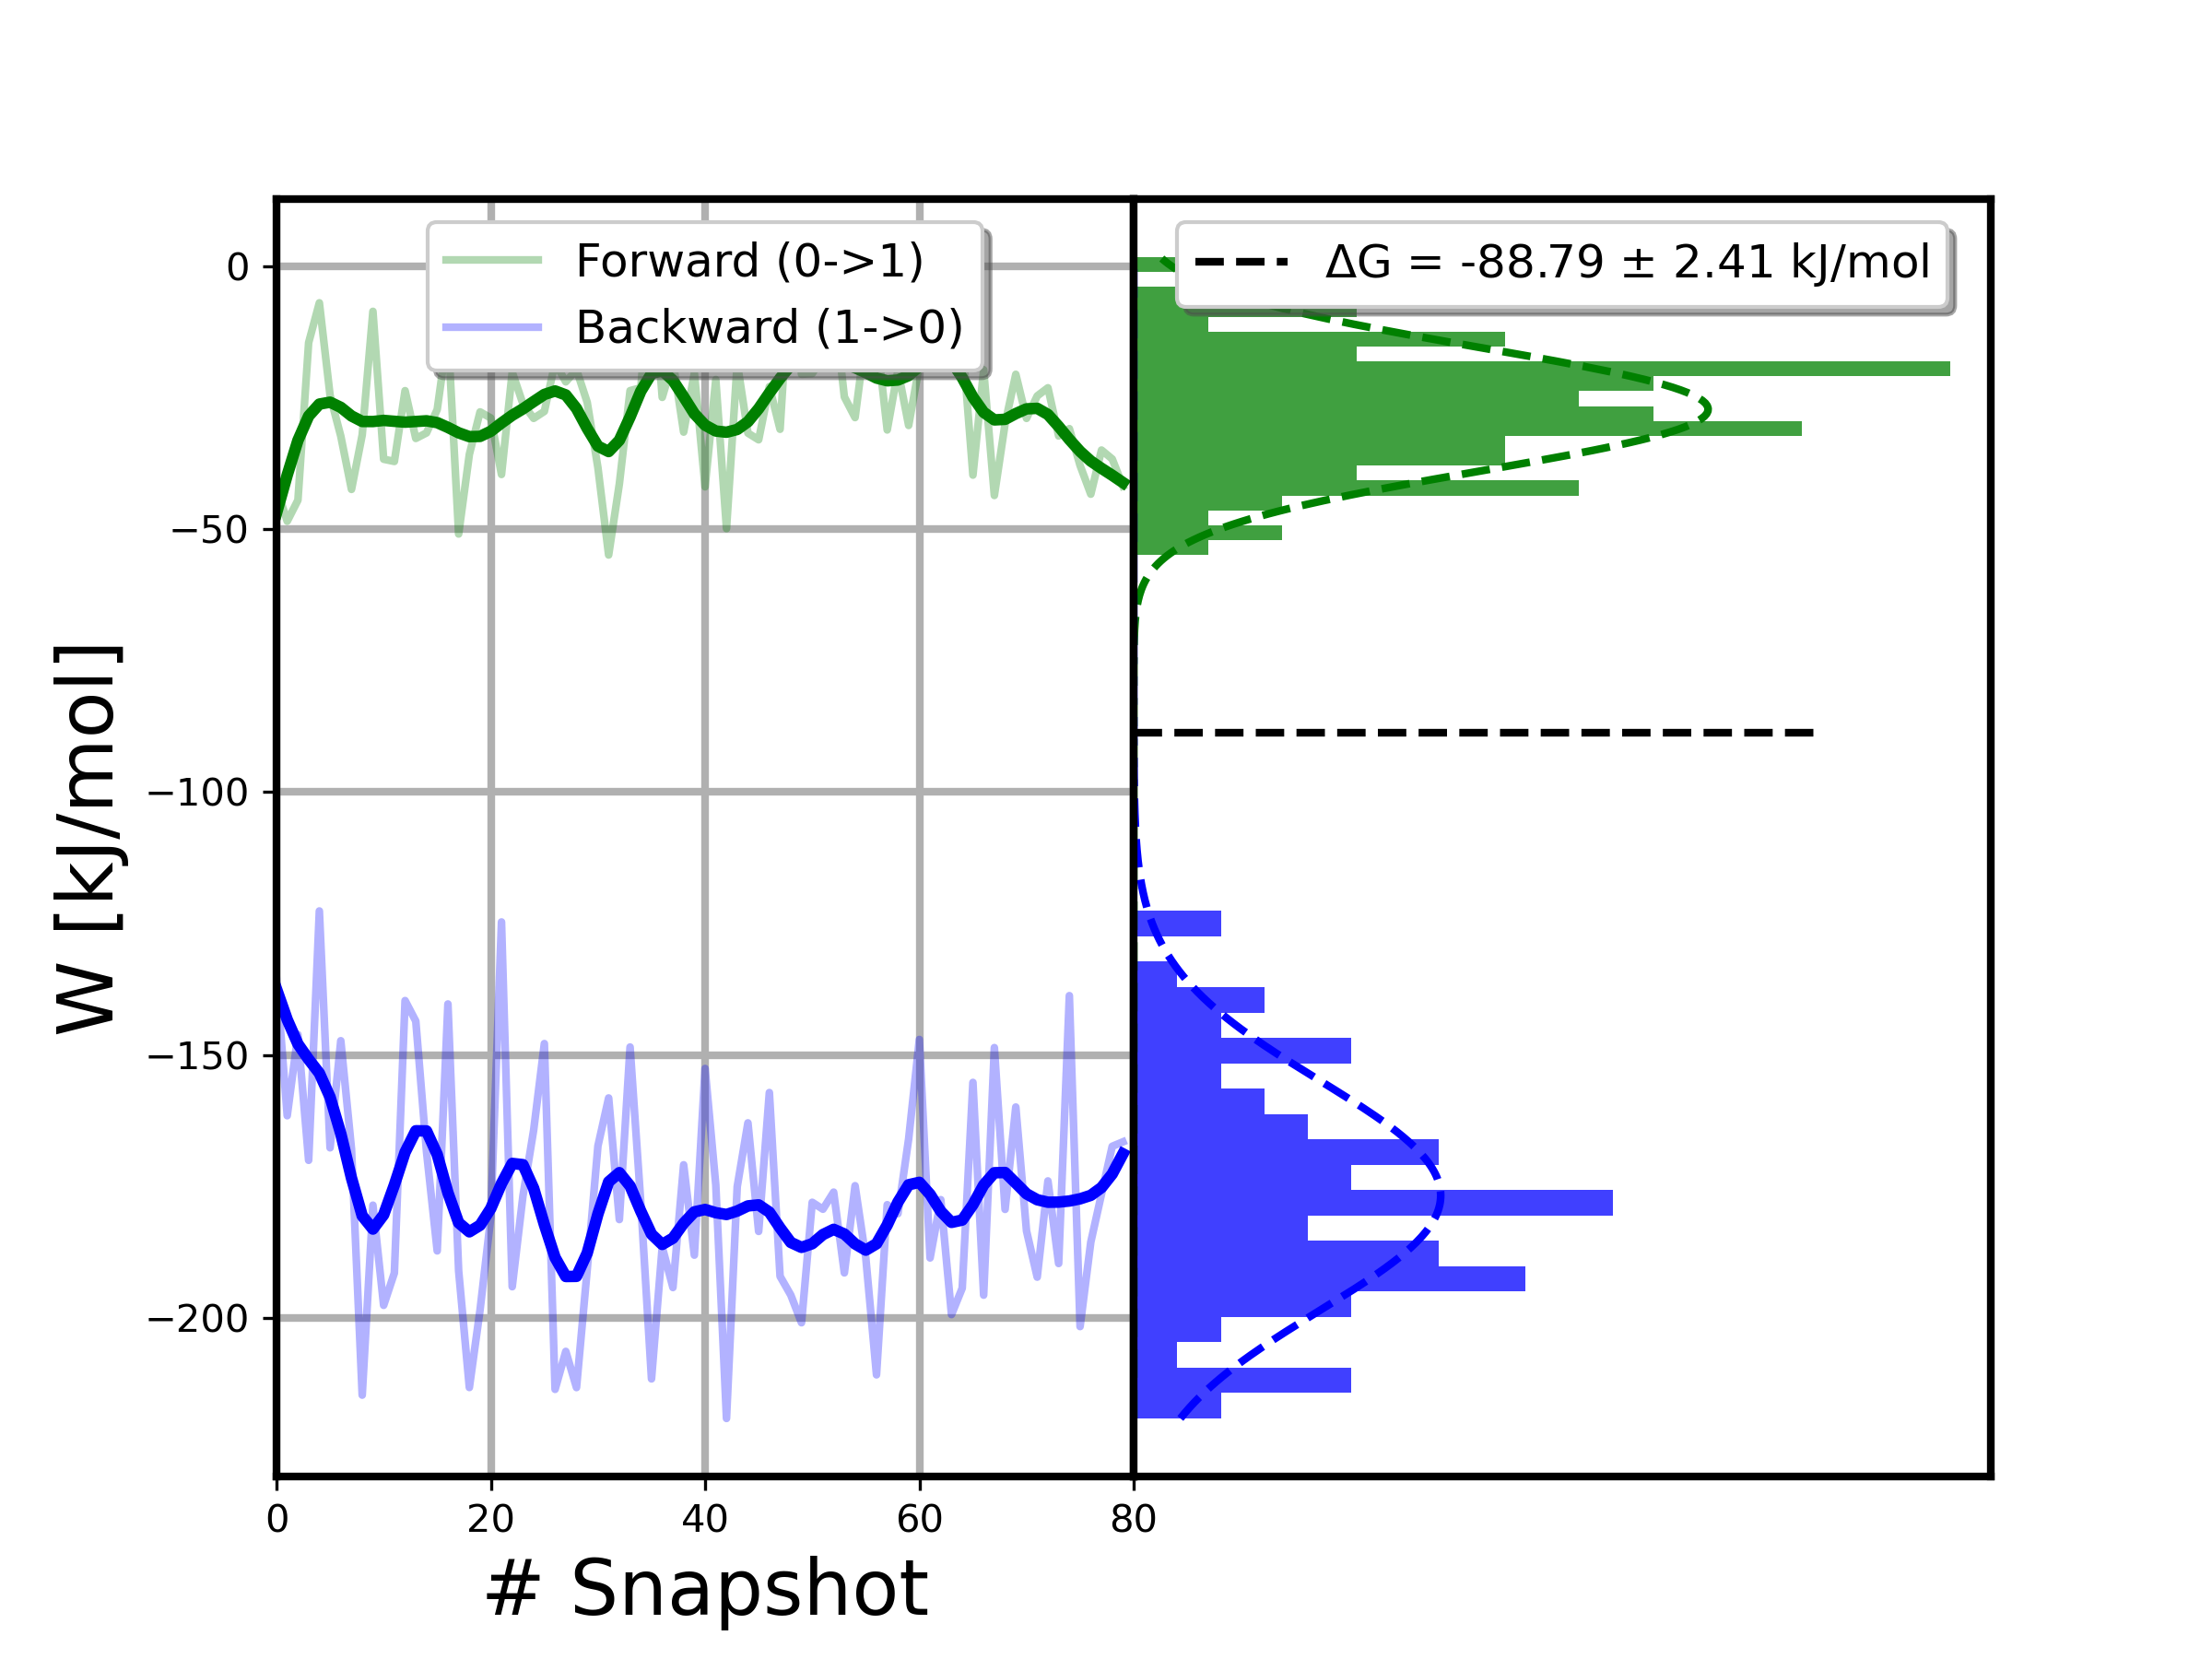 Forward (0->1)
Backward (1->0)
ΔG = -88.79 ± 2.41 kJ/mol
0
−50
−100
−150
−200
W [kJ/mol]
0 20 40 60 80
# Snapshot